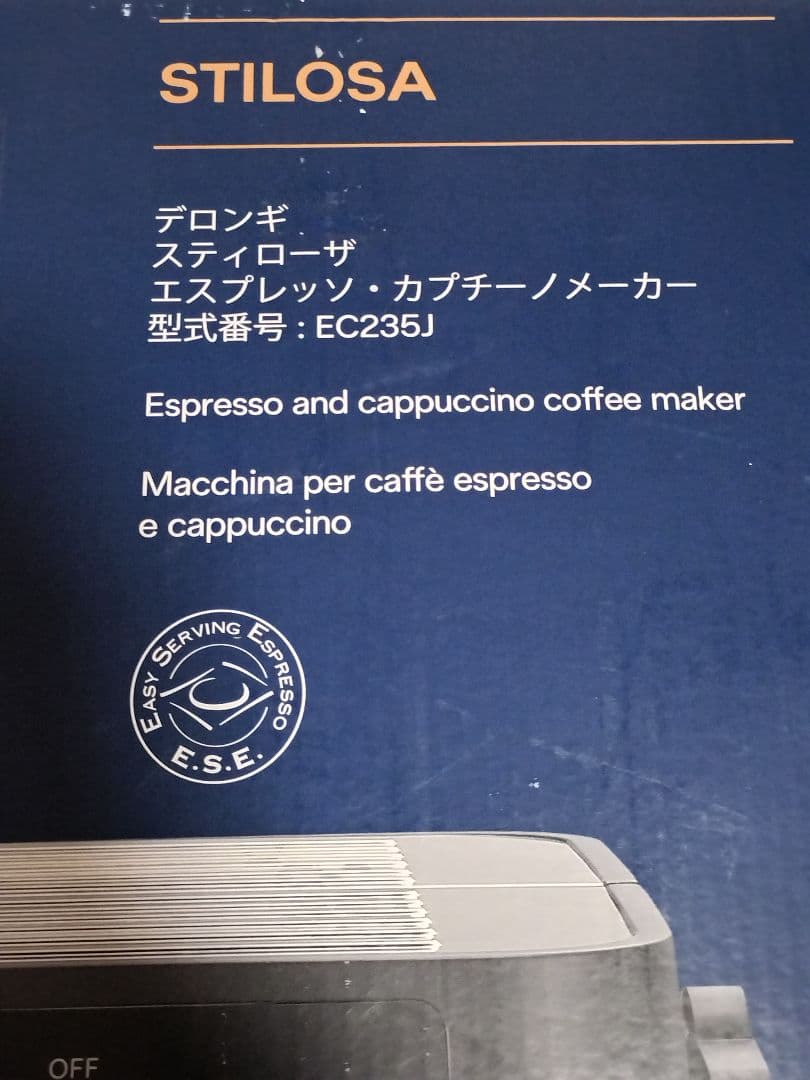 STILOSA
デロンギ
スティローザ
エスプレッソ・カプチーノメーカー
型式番号 : EC235J
Espresso and cappuccino coffee maker
Macchina per caffè espresso
e cappuccino
EASY SERVING ESPRESSO
E.S.E.
OFF